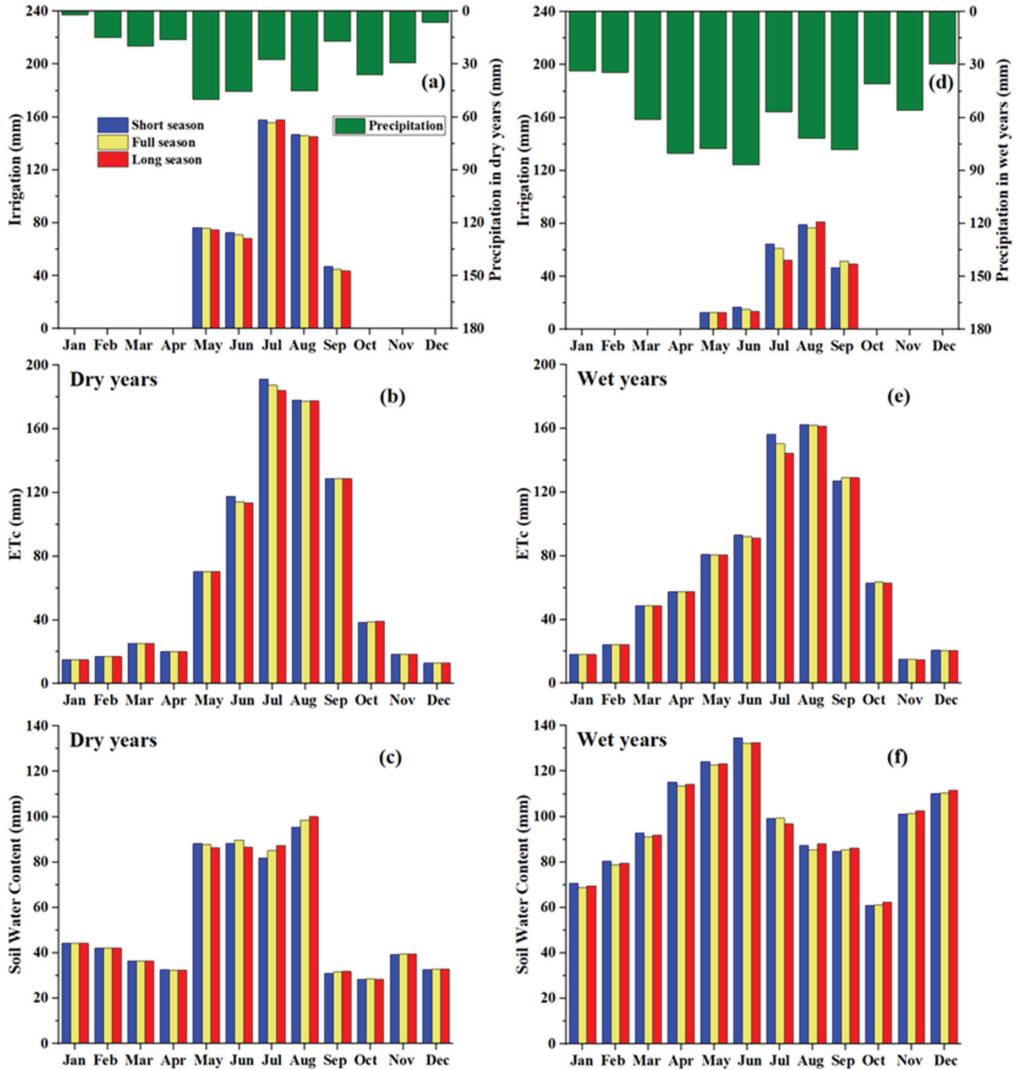 240
200
160
120
80
40
0
Irrigation (mm)
(a)
Short season
Full season
Long season
Precipitation
0
30
60
90
120
150
180
Precipitation in dry years (mm)
Jan Feb Mar Apr May Jun Jul Aug Sep Oct Nov Dec
240
200
160
120
80
40
0
Irrigation (mm)
(d)
0
30
60
90
120
150
180
Precipitation in wet years (mm)
Jan Feb Mar Apr May Jun Jul Aug Sep Oct Nov Dec
200
160
120
80
40
0
ETc (mm)
Dry years
(b)
Jan Feb Mar Apr May Jun Jul Aug Sep Oct Nov Dec
200
160
120
80
40
0
ETc (mm)
Wet years
(e)
Jan Feb Mar Apr May Jun Jul Aug Sep Oct Nov Dec
140
120
100
80
60
40
20
0
Soil Water Content (mm)
Dry years
(c)
Jan Feb Mar Apr May Jun Jul Aug Sep Oct Nov Dec
140
120
100
80
60
40
20
0
Soil Water Content (mm)
Wet years
(f)
Jan Feb Mar Apr May Jun Jul Aug Sep Oct Nov Dec